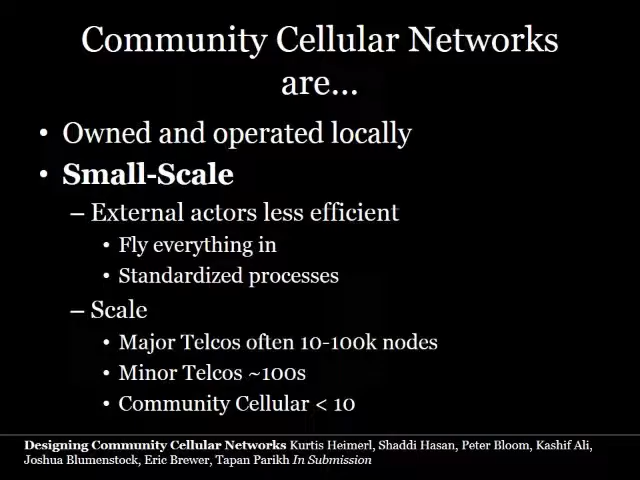 Community Cellular Networks
are...
• Owned and operated locally
• Small-Scale
– External actors less efficient
• Fly everything in
• Standardized processes
– Scale
• Major Telcos often 10-100k nodes
• Minor Telcos ~100s
• Community Cellular < 10
Designing Community Cellular Networks Kurtis Heimerl, Shaddi Hasan, Peter Bloom, Kashif Ali,
Joshua Blumenstock, Eric Brewer, Tapan Parikh In Submission